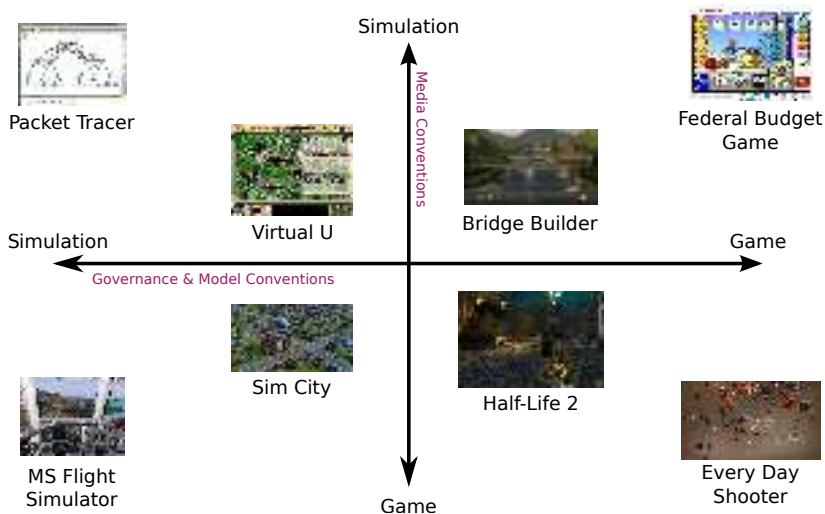 Simulation
Packet Tracer
Federal Budget
Game
Media Conventions
Virtual U
Bridge Builder
Simulation
Game
Governance & Model Conventions
Sim City
Half-Life 2
MS Flight
Simulator
Every Day
Shooter
Game